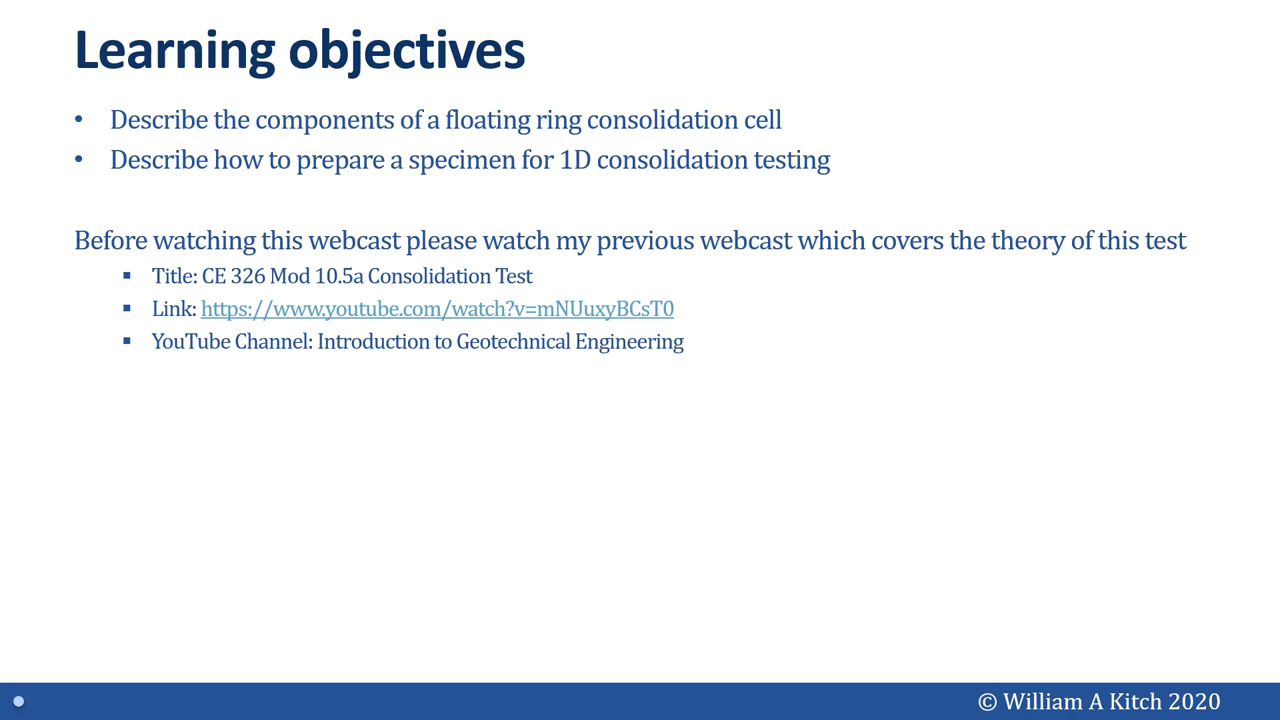 Learning objectives
• Describe the components of a floating ring consolidation cell
• Describe how to prepare a specimen for 1D consolidation testing
Before watching this webcast please watch my previous webcast which covers the theory of this test
▪ Title: CE 326 Mod 10.5a Consolidation Test
▪ Link: https://www.youtube.com/watch?v=mNUuxyBCsT0
▪ YouTube Channel: Introduction to Geotechnical Engineering
© William A Kitch 2020